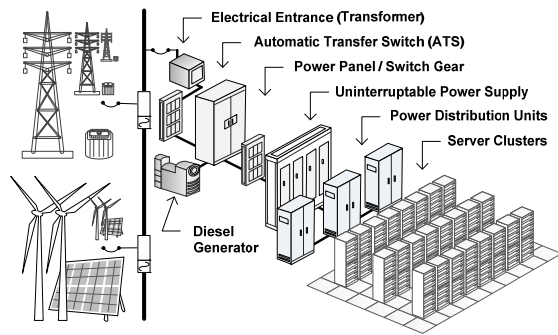 Electrical Entrance (Transformer)
Automatic Transfer Switch (ATS)
Power Panel / Switch Gear
Uninterruptable Power Supply
Power Distribution Units
Server Clusters
Diesel
Generator